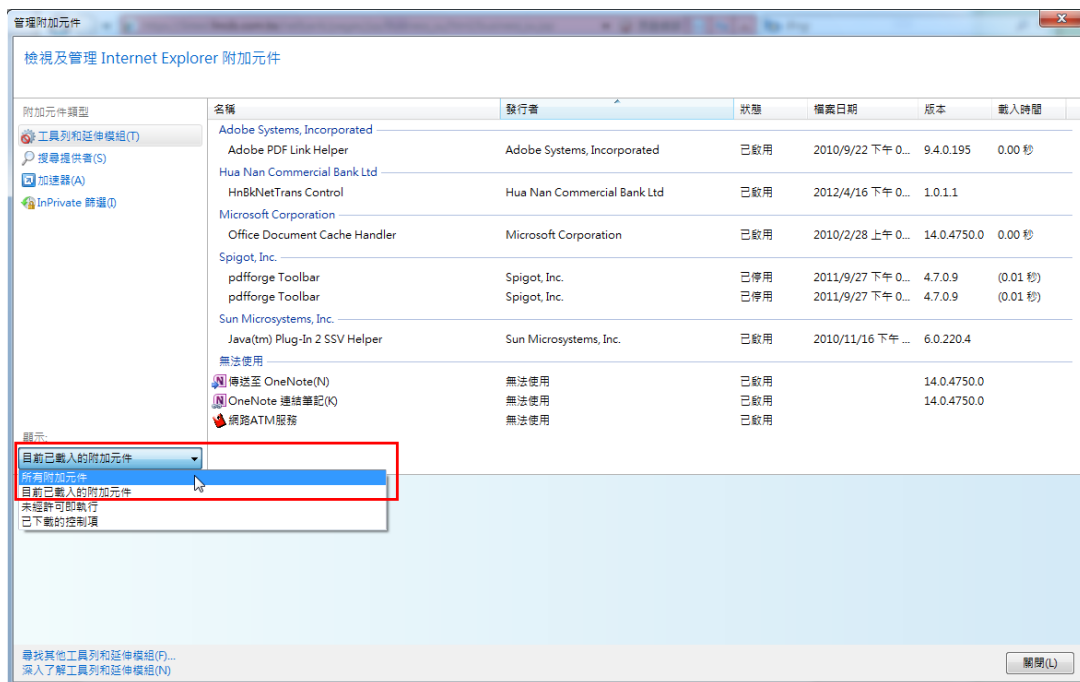 管理附加元件
檢視及管理 Internet Explorer 附加元件
附加元件類型
工具列和延伸模組(T)
搜尋提供者(S)
加速器(A)
InPrivate 篩選(I)
名稱 發行者 狀態 檔案日期 版本 載入時間
Adobe Systems, Incorporated
Adobe PDF Link Helper Adobe Systems, Incorporated 已啟用 2010/9/22 下午 0... 9.4.0.195 0.00 秒
Hua Nan Commercial Bank Ltd
HnBkNetTrans Control Hua Nan Commercial Bank Ltd 已啟用 2012/4/16 下午 0... 1.0.1.1
Microsoft Corporation
Office Document Cache Handler Microsoft Corporation 已啟用 2010/2/28 上午 0... 14.0.4750.0 0.00 秒
Spigot, Inc.
pdfforge Toolbar Spigot, Inc. 已停用 2011/9/27 下午 0... 4.7.0.9 (0.01 秒)
pdfforge Toolbar Spigot, Inc. 已停用 2011/9/27 下午 0... 4.7.0.9 (0.01 秒)
Sun Microsystems, Inc.
Java(tm) Plug-In 2 SSV Helper Sun Microsystems, Inc. 已啟用 2010/11/16 下午 ... 6.0.220.4
無法使用
傳送至 OneNote(N) 無法使用 已啟用 14.0.4750.0
OneNote 連結筆記(K) 無法使用 已啟用 14.0.4750.0
網路ATM服務 無法使用 已啟用
顯示:
目前已載入的附加元件
所有附加元件
目前已載入的附加元件
未經許可即執行
已下載的控制項
尋找其他工具列和延伸模組(F)...
深入了解工具列和延伸模組(N)
關閉(L)